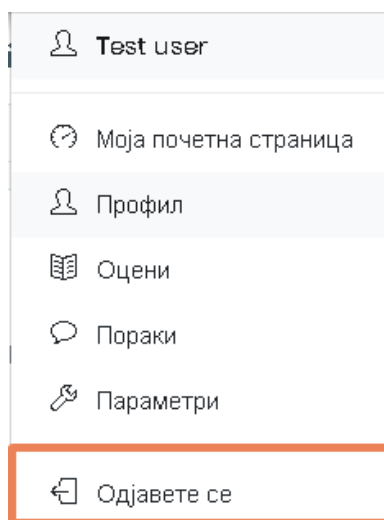 Test user
Моја почетна страница
Профил
Оцени
Пораки
Параметри
Одјавете се